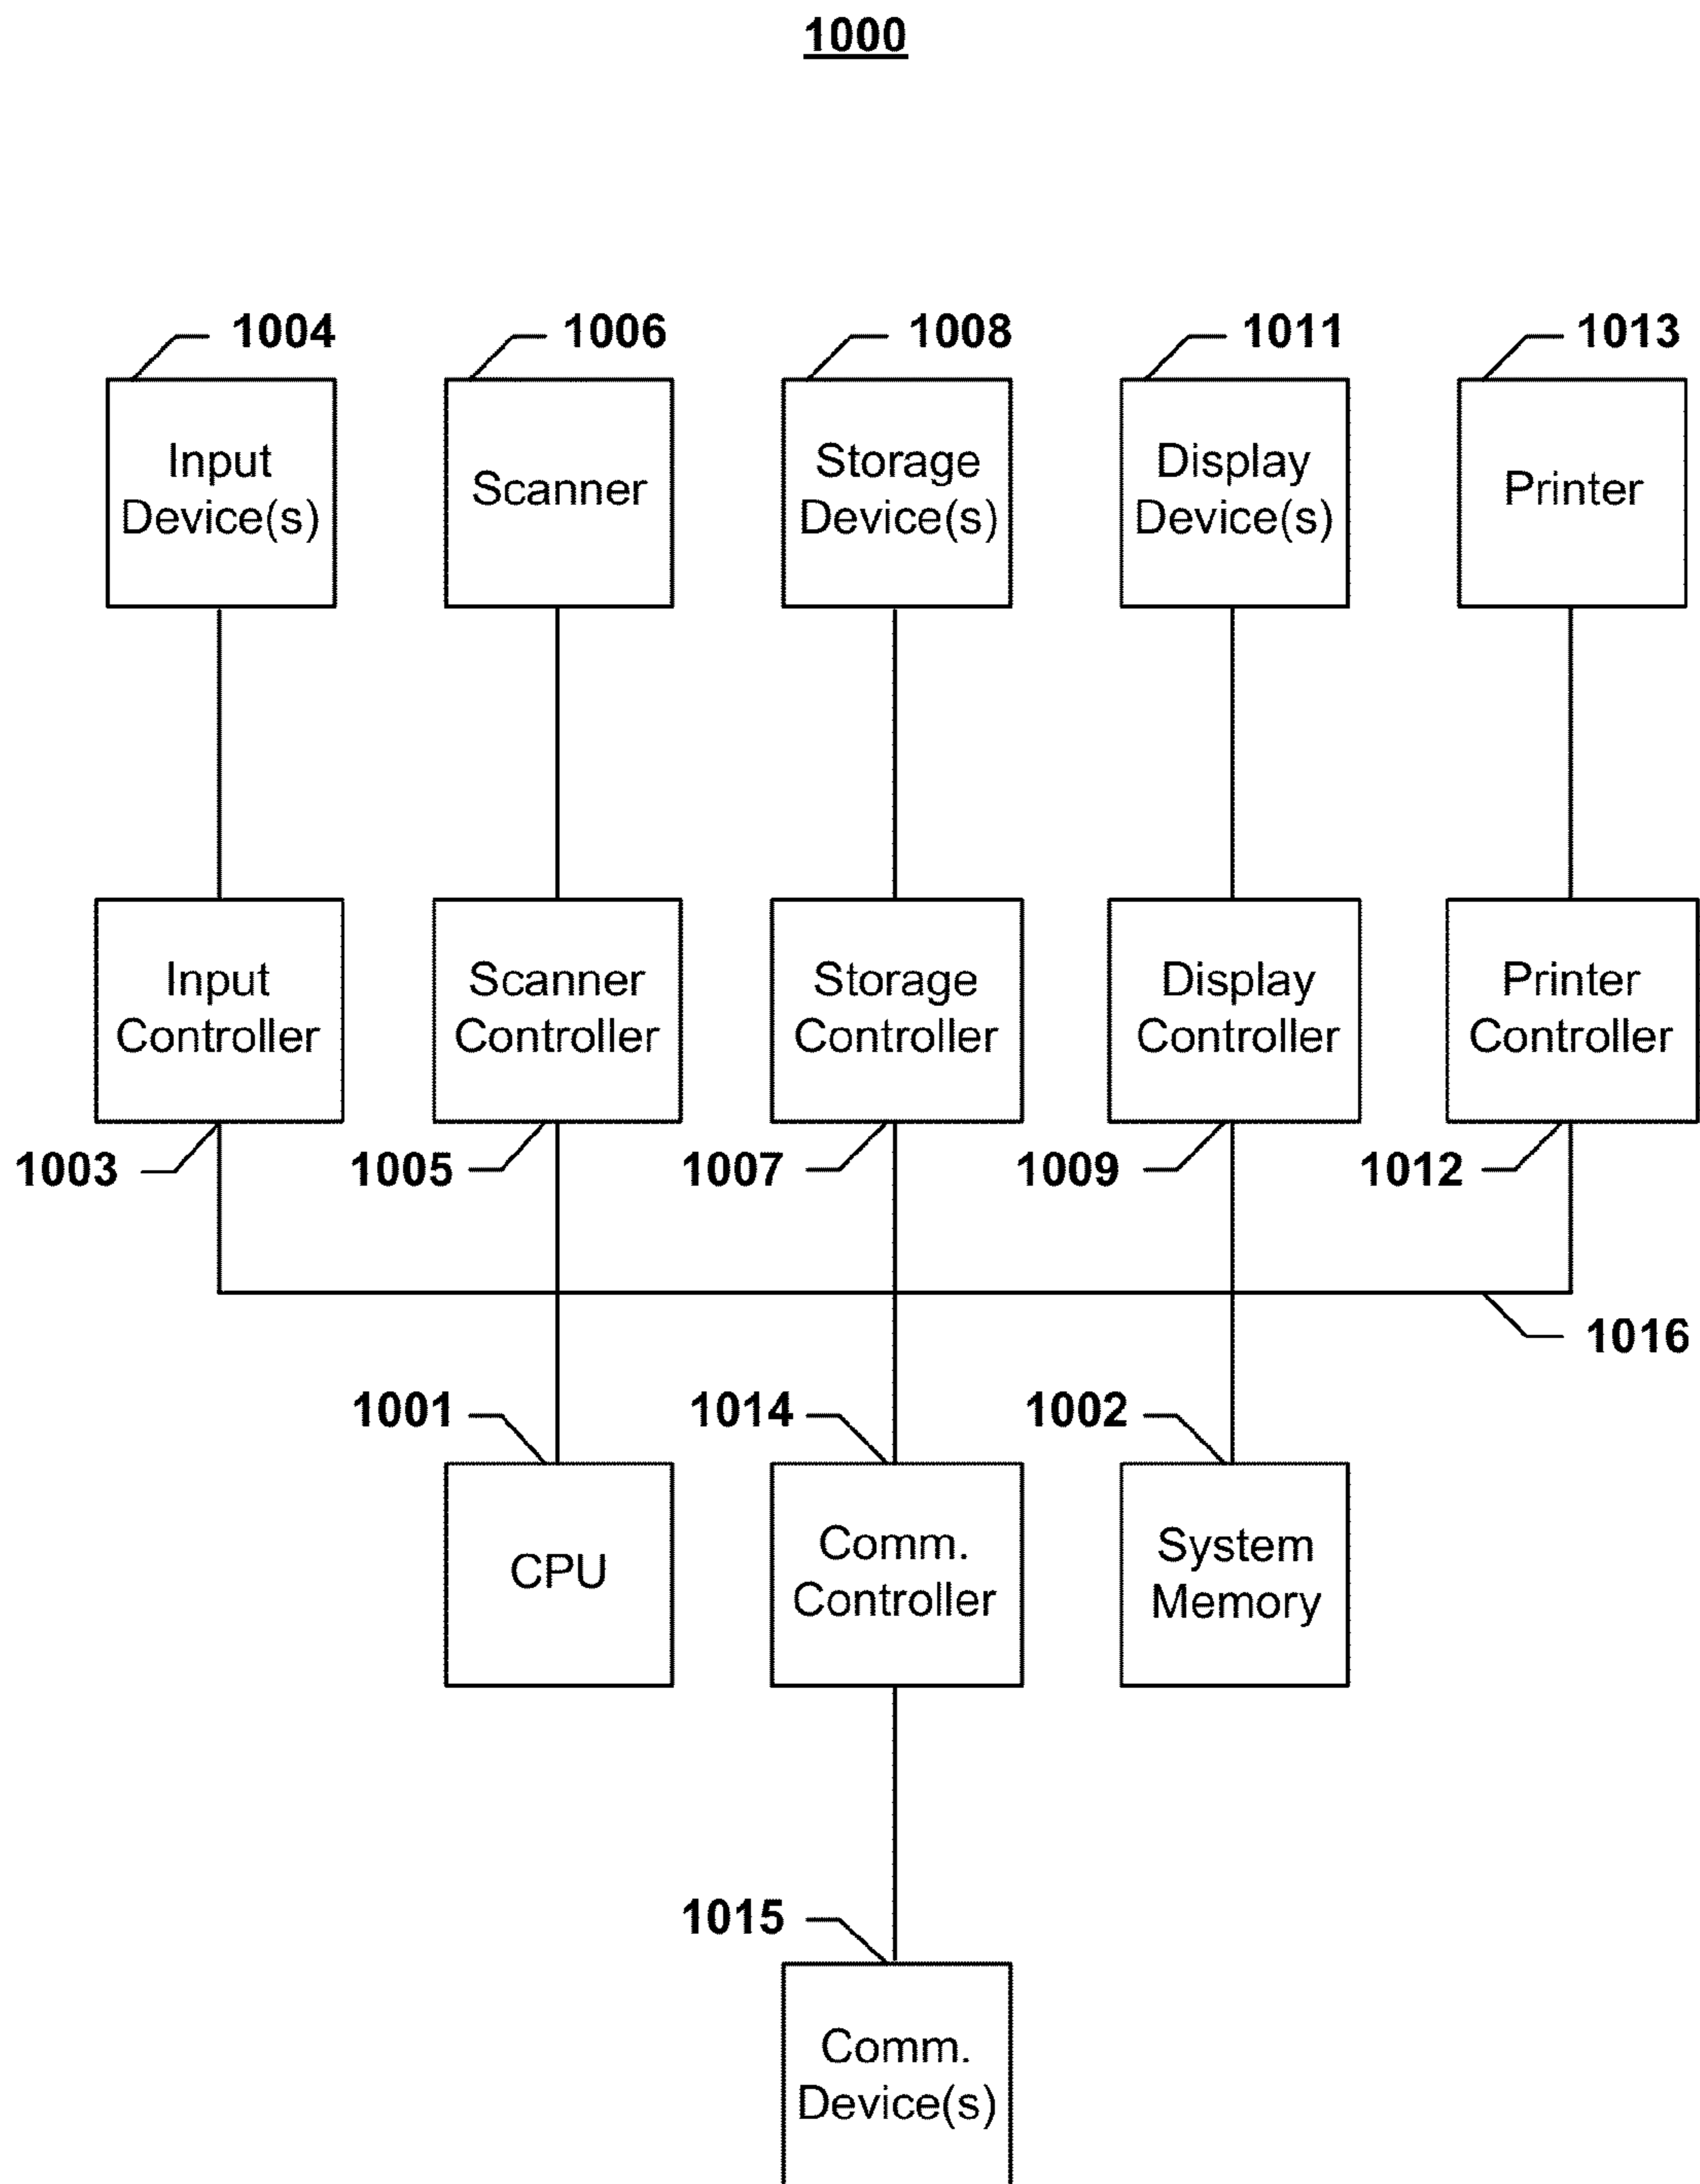 1000
1004
1006
1008
1011
1013
Input
Device(s)
Scanner
Storage
Device(s)
Display
Device(s)
Printer
Input
Controller
Scanner
Controller
Storage
Controller
Display
Controller
Printer
Controller
1003
1005
1007
1009
1012
1016
1001
1014
1002
CPU
Comm.
Controller
System
Memory
1015
Comm.
Device(s)